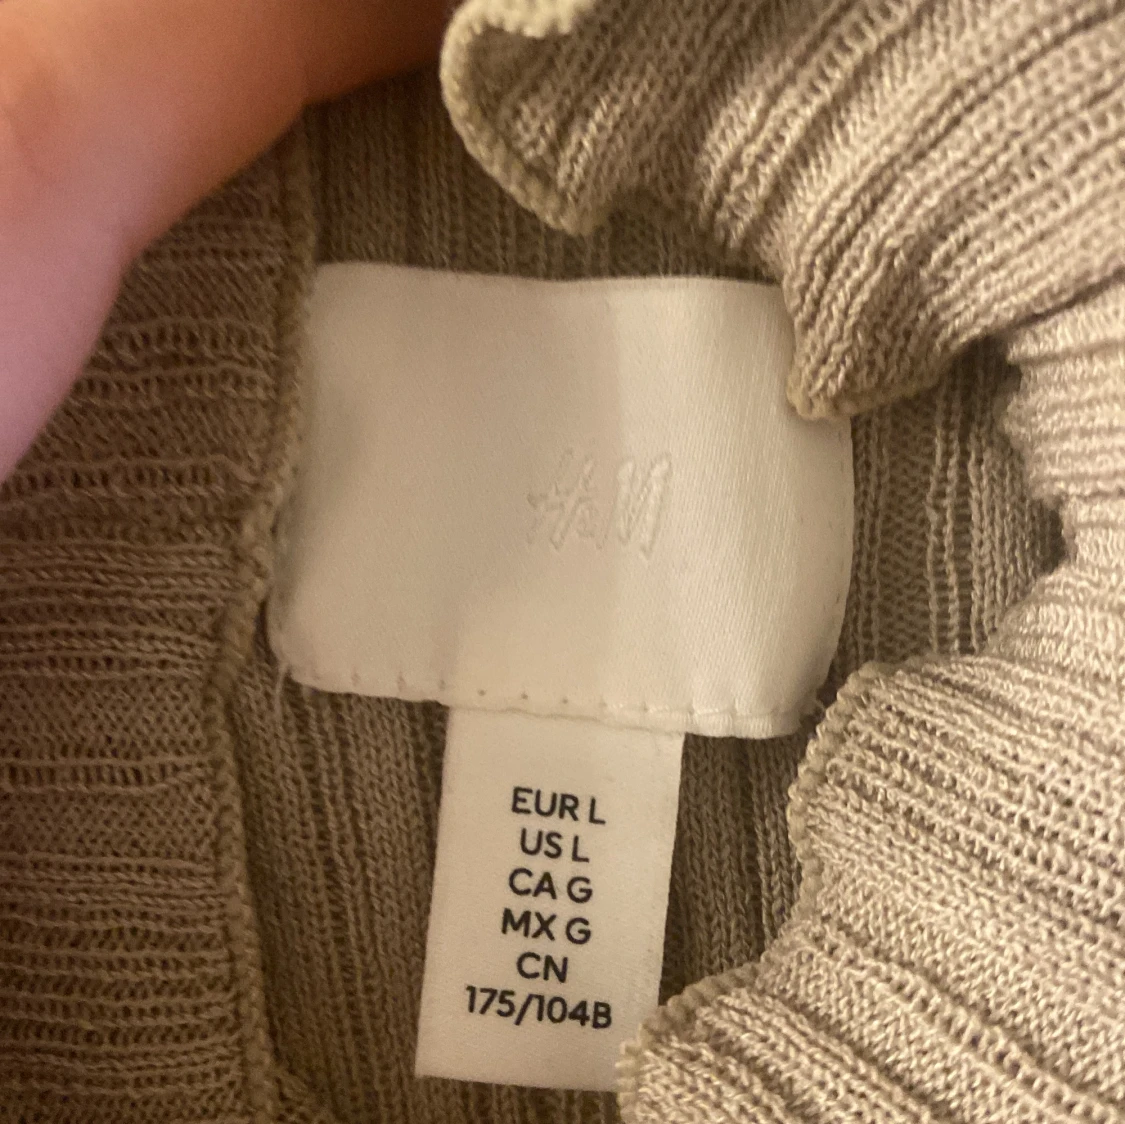 H&M
EUR L
US L
CA G
MX G
CN
175/104B